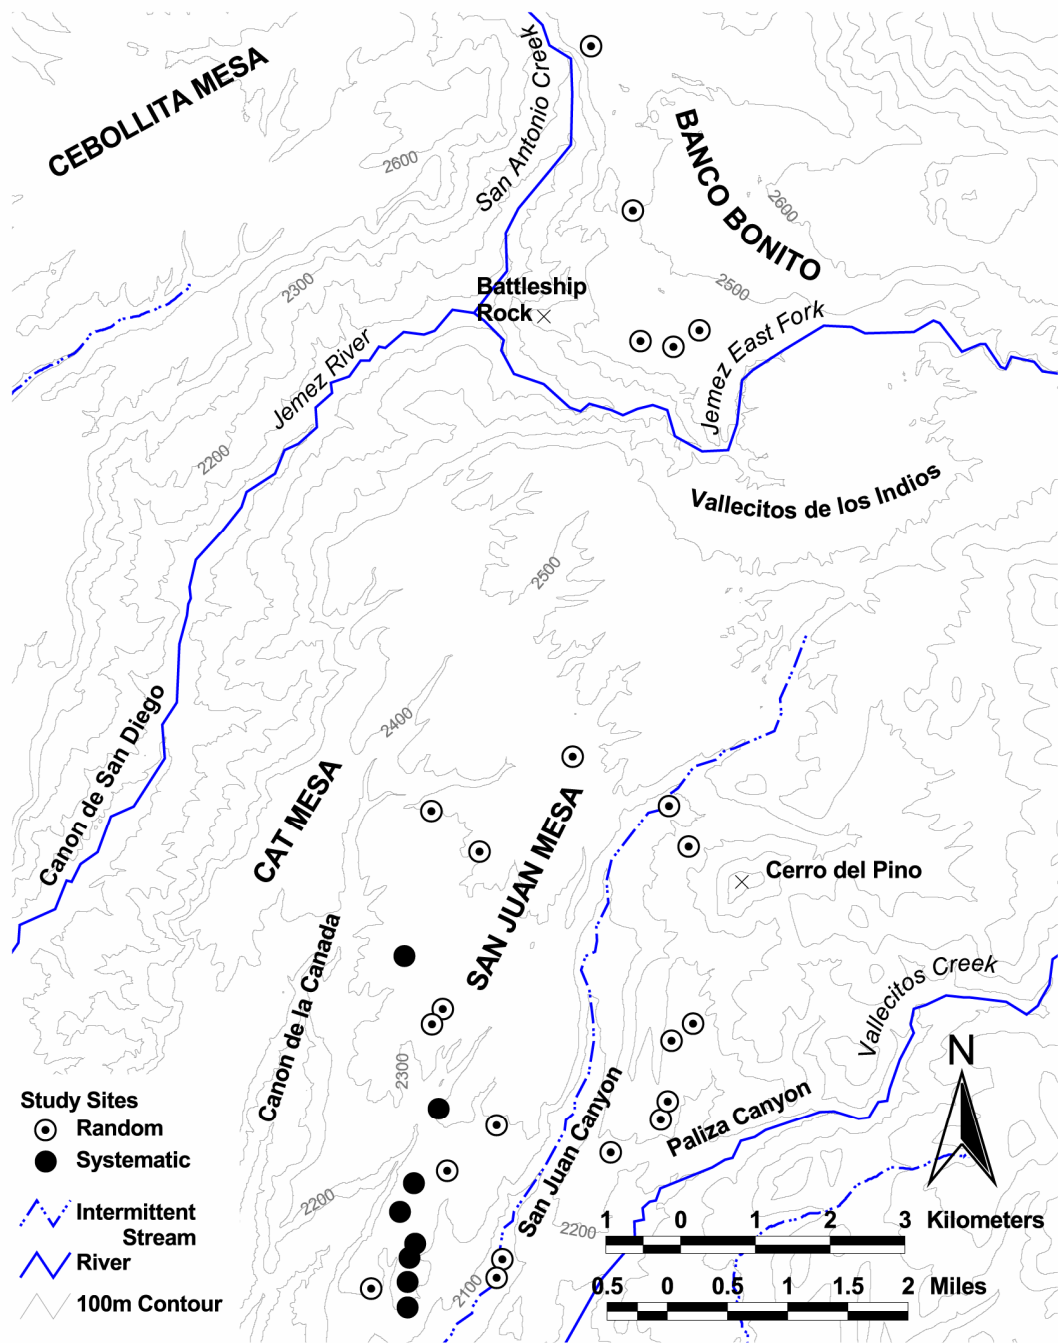 CEBOLLITA MESA
San Antonio Creek
BANCO BONITO
2600
2600
2300
Battleship
Rock
2500
Jemez East Fork
Jemez River
2200
Vallecitos de los Indios
2500
Canon de San Diego
2400
CAT MESA
SAN JUAN MESA
Cerro del Pino
Canon de la Canada
Vallecitos Creek
2300
N
San Juan Canyon
Paliza Canyon
2200
2200
2100
Study Sites
Random
Systematic
Intermittent
Stream
River
100m Contour
1 0 1 2 3 Kilometers
0.5 0 0.5 1 1.5 2 Miles